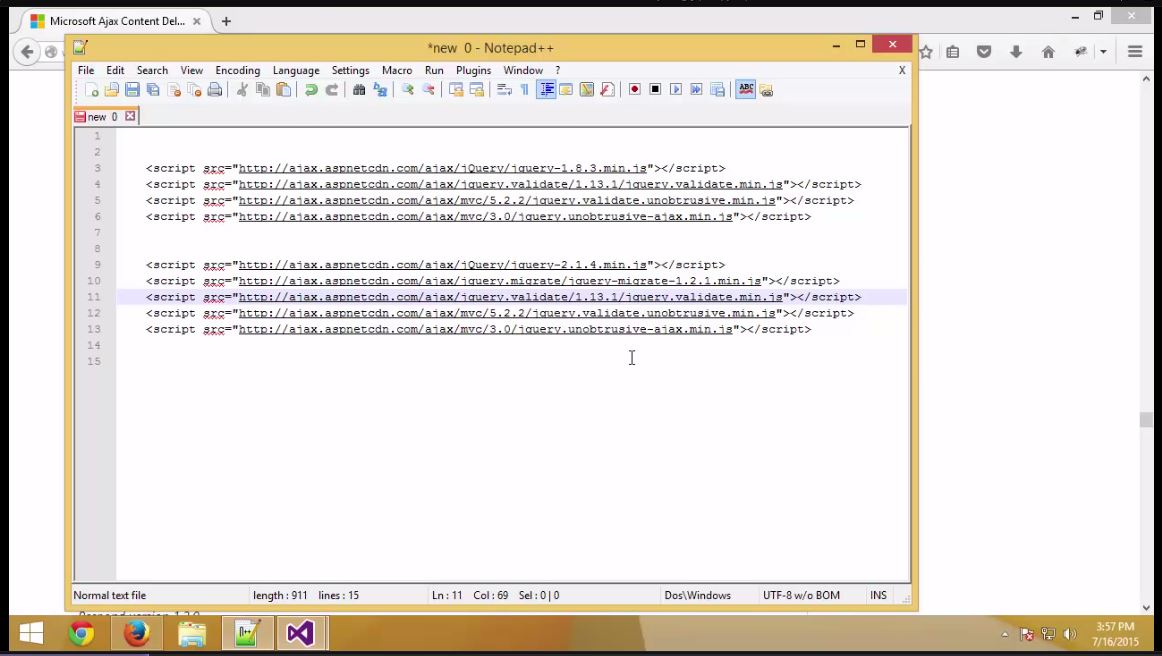 Microsoft Ajax Content Del...
*new 0 - Notepad++
File Edit Search View Encoding Language Settings Macro Run Plugins Window ? X
new 0
1
2
3 <script src="http://ajax.aspnetcdn.com/ajax/jQuery/jquery-1.8.3.min.js"></script>
4 <script src="http://ajax.aspnetcdn.com/ajax/jquery.validate/1.13.1/jquery.validate.min.js"></script>
5 <script src="http://ajax.aspnetcdn.com/ajax/mvc/5.2.2/jquery.validate.unobtrusive.min.js"></script>
6 <script src="http://ajax.aspnetcdn.com/ajax/mvc/3.0/jquery.unobtrusive-ajax.min.js"></script>
7
8
9 <script src="http://ajax.aspnetcdn.com/ajax/jQuery/jquery-2.1.4.min.js"></script>
10 <script src="http://ajax.aspnetcdn.com/ajax/jquery.migrate/jquery-migrate-1.2.1.min.js"></script>
11 <script src="http://ajax.aspnetcdn.com/ajax/jquery.validate/1.13.1/jquery.validate.min.js"></script>
12 <script src="http://ajax.aspnetcdn.com/ajax/mvc/5.2.2/jquery.validate.unobtrusive.min.js"></script>
13 <script src="http://ajax.aspnetcdn.com/ajax/mvc/3.0/jquery.unobtrusive-ajax.min.js"></script>
14
15
Normal text file length : 911 lines : 15 Ln : 11 Col : 69 Sel : 0 | 0 Dos\Windows UTF-8 w/o BOM INS
3:57 PM
7/16/2015